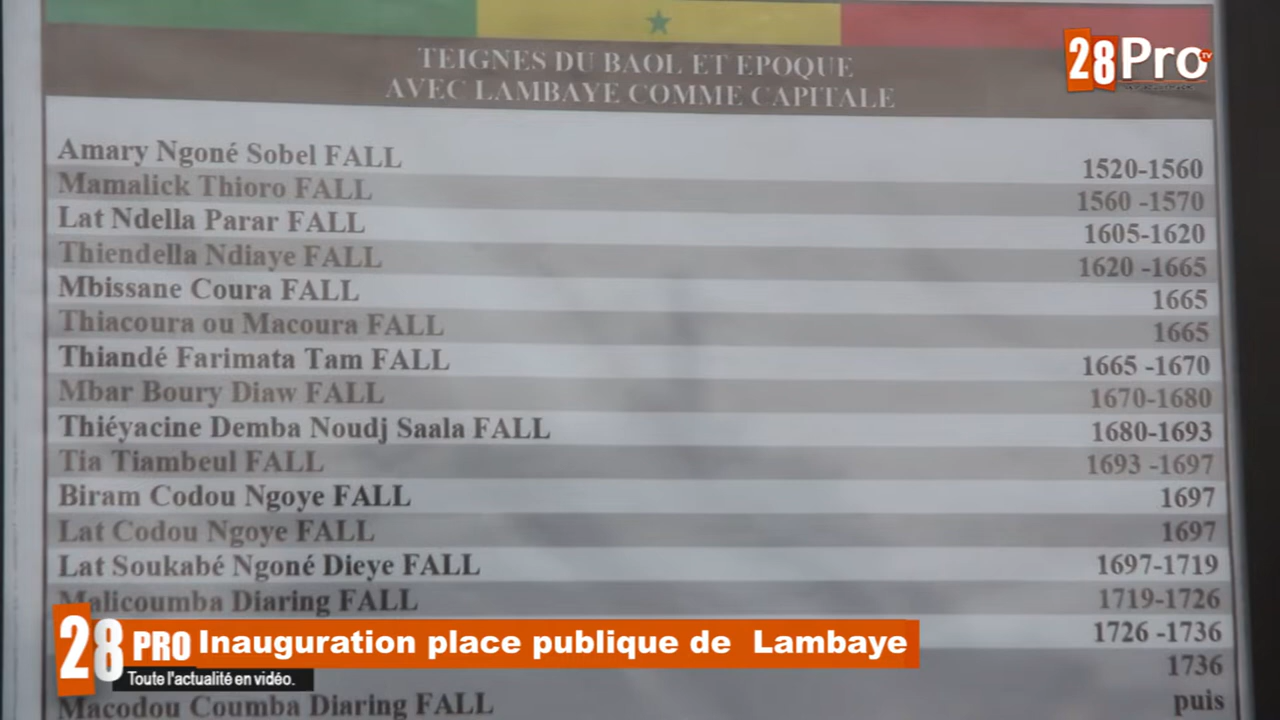 TEIGNES DU BAOL ET EPOQUE
AVEC LAMBAYE COMME CAPITALE
28Pro TV
Amary Ngoné Sobel FALL 1520-1560
Mamalick Thioro FALL 1560 -1570
Lat Ndella Parar FALL 1605-1620
Thiendella Ndiaye FALL 1620 -1665
Mbissane Coura FALL 1665
Thiacoura ou Macoura FALL 1665
Thiandé Farimata Tam FALL 1665 -1670
Mbar Boury Diaw FALL 1670-1680
Thiéyacine Demba Noudj Saala FALL 1680-1693
Tia Tiambeul FALL 1693 -1697
Biram Codou Ngoye FALL 1697
Lat Codou Ngoye FALL 1697
Lat Soukabé Ngoné Dieye FALL 1697-1719
Malicoumba Diaring FALL 1719-1726
1726 -1736
1736
Macodou Coumba Diaring FALL puis
28 PRO Inauguration place publique de Lambaye
Toute l'actualité en vidéo.